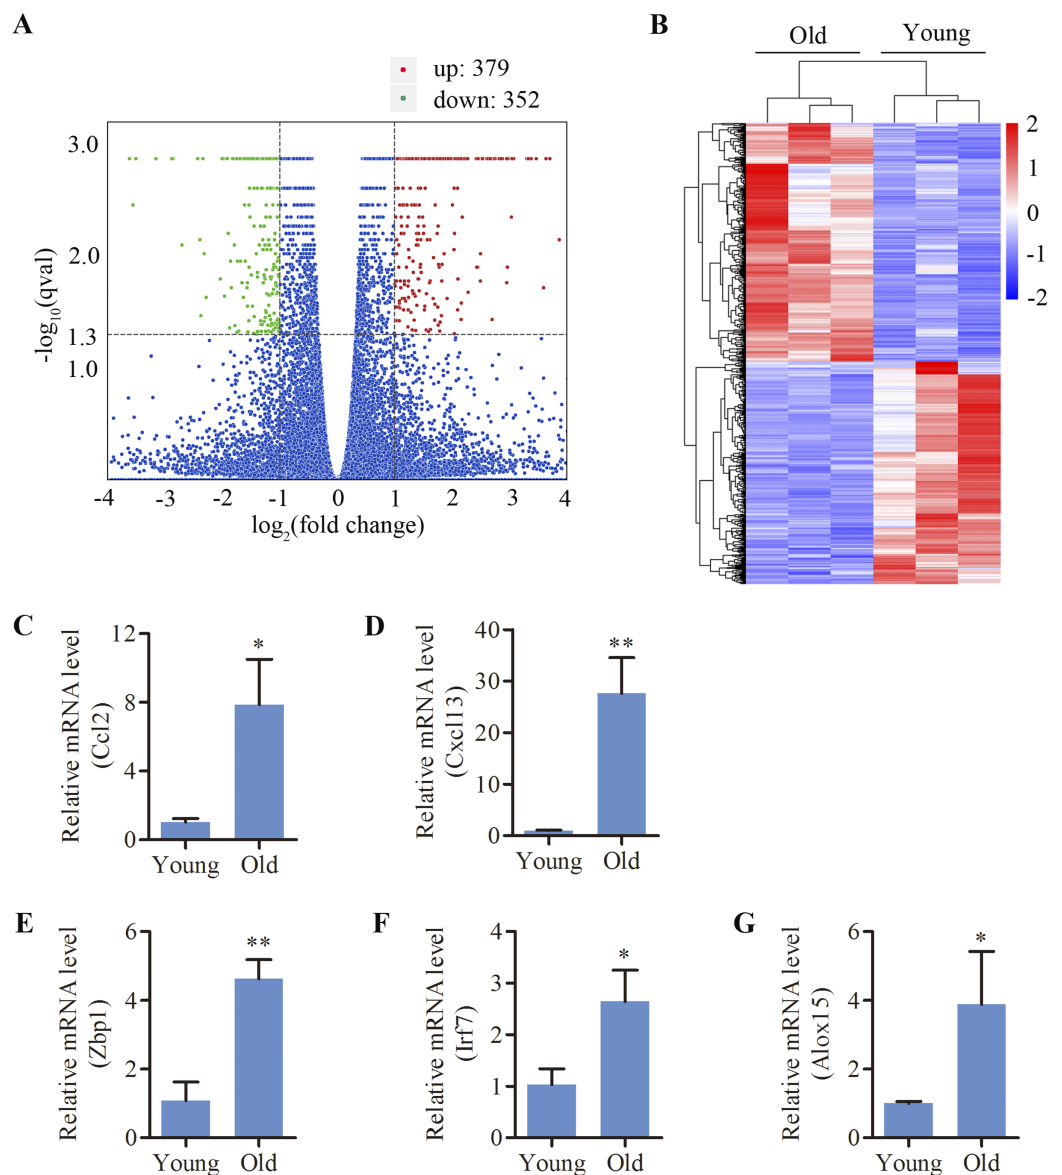 A
up: 379
down: 352
3.0
2.0
1.3
1.0
-log10(qval)
-4 -3 -2 -1 0 1 2 3 4
log2(fold change)
B
Old Young
2
1
0
-1
-2
C
12
8
4
0
Relative mRNA level
(Ccl2)
*
Young Old
D
40
30
20
10
0
Relative mRNA level
(Cxcl13)
**
Young Old
E
6
4
2
0
Relative mRNA level
(Zbp1)
**
Young Old
F
4
3
2
1
0
Relative mRNA level
(Irf7)
*
Young Old
G
6
4
2
0
Relative mRNA level
(Alox15)
*
Young Old